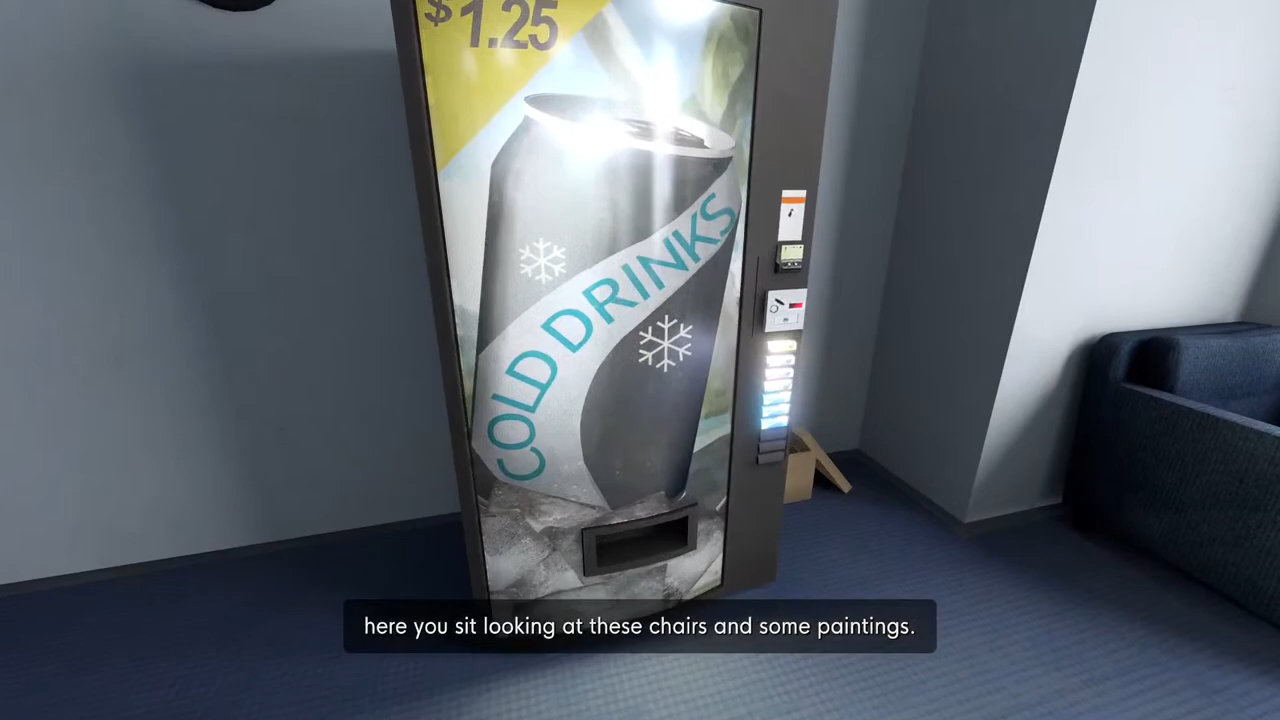 $1.25
COLD DRINKS
here you sit looking at these chairs and some paintings.